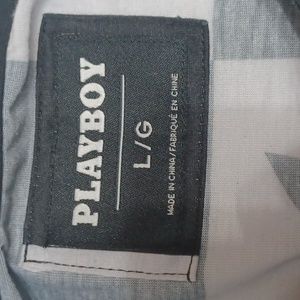 PLAYBOY
L/G
MADE IN CHINA/FABRIQUÉ EN CHINE